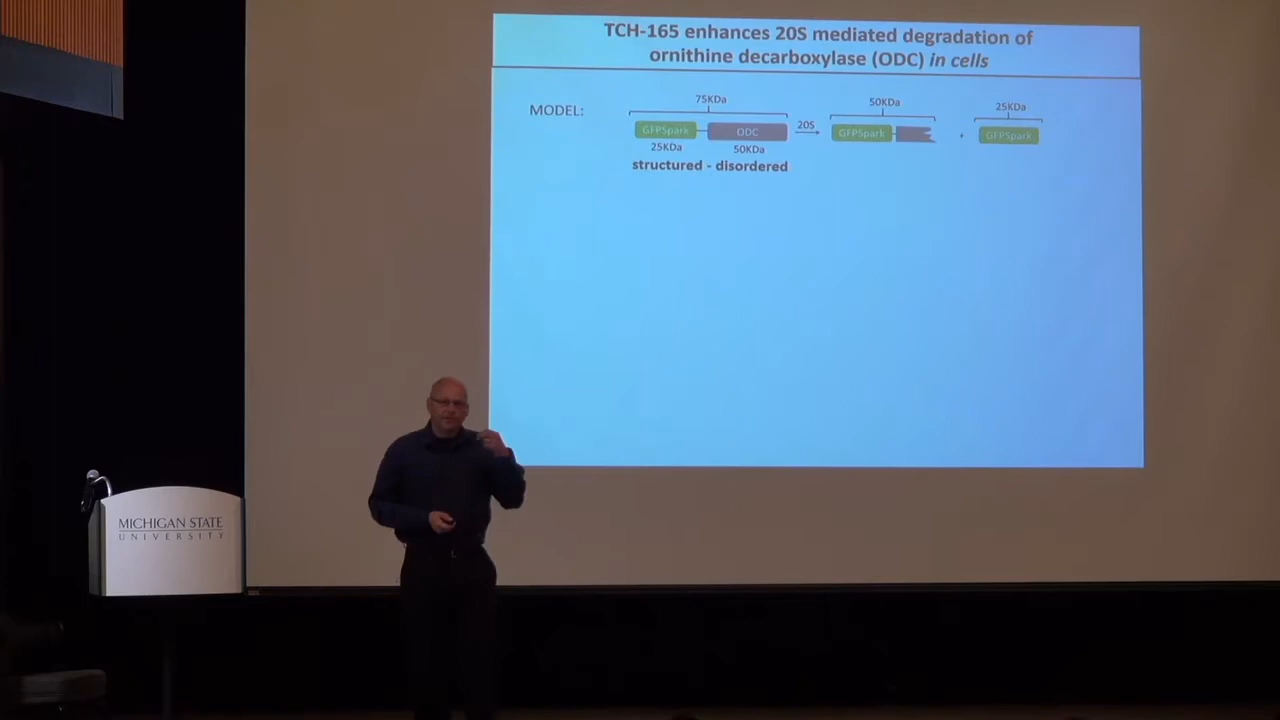 TCH-165 enhances 20S mediated degradation of
ornithine decarboxylase (ODC) in cells
MODEL:
75KDa
GFPSpark
ODC
25KDa
50KDa
structured - disordered
20S
50KDa
GFPSpark
+
25KDa
GFPSpark
MICHIGAN STATE
UNIVERSITY